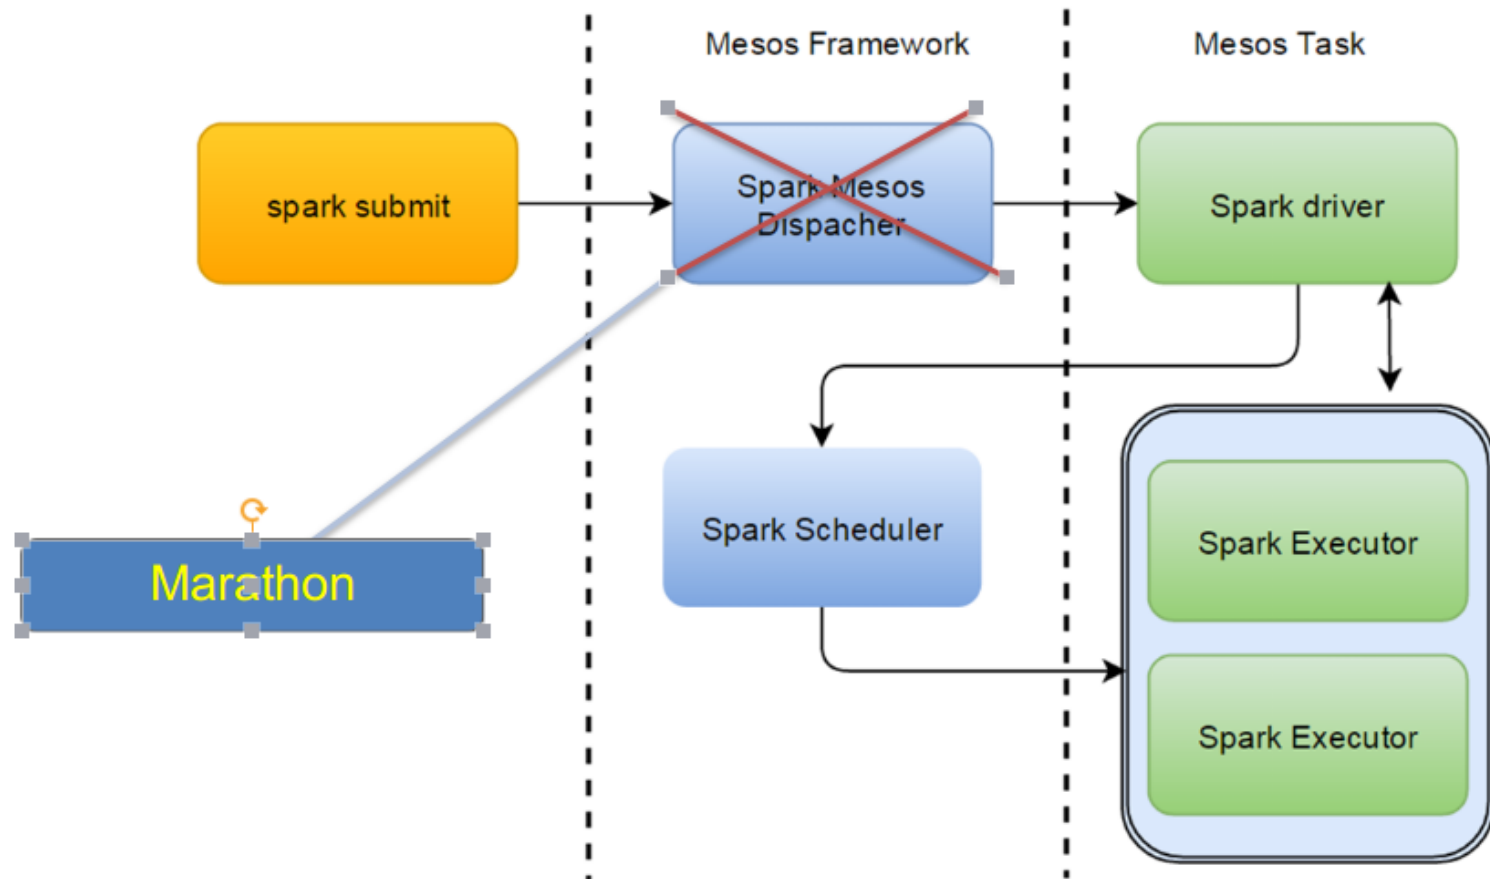 Mesos Framework
Mesos Task
spark submit
Spark Mesos
Dispacher
Spark driver
Marathon
Spark Scheduler
Spark Executor
Spark Executor